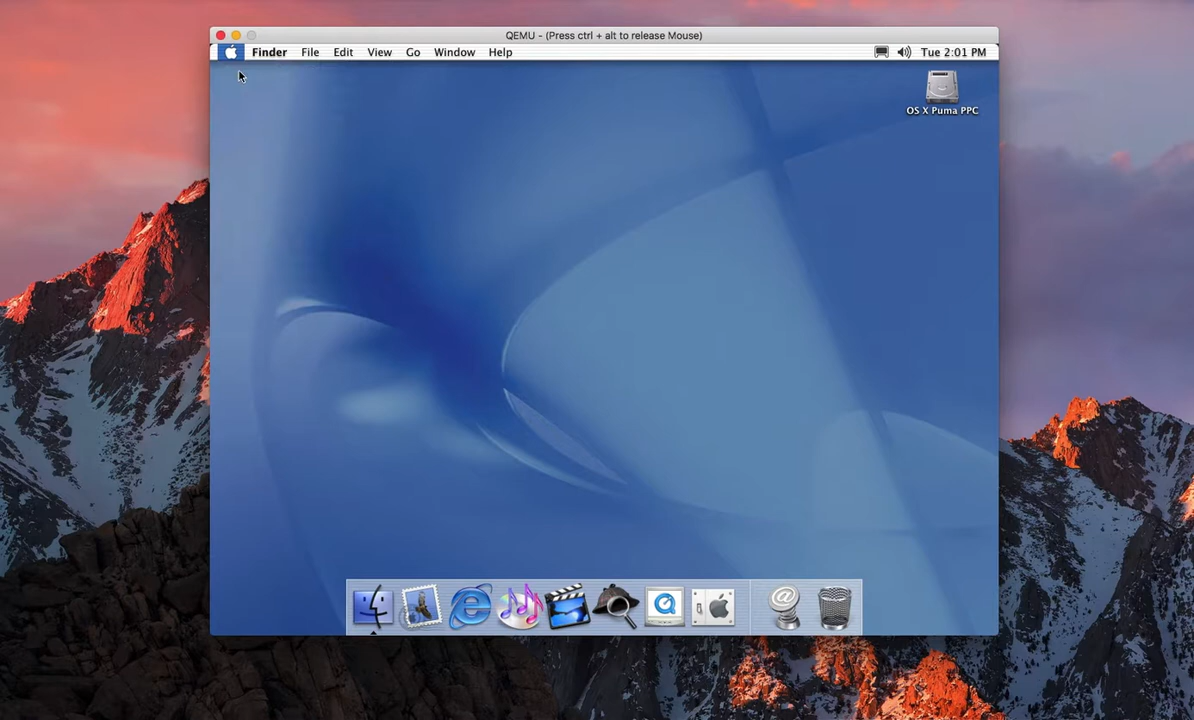 QEMU - (Press ctrl + alt to release Mouse)
Finder File Edit View Go Window Help Tue 2:01 PM
OS X Puma PPC